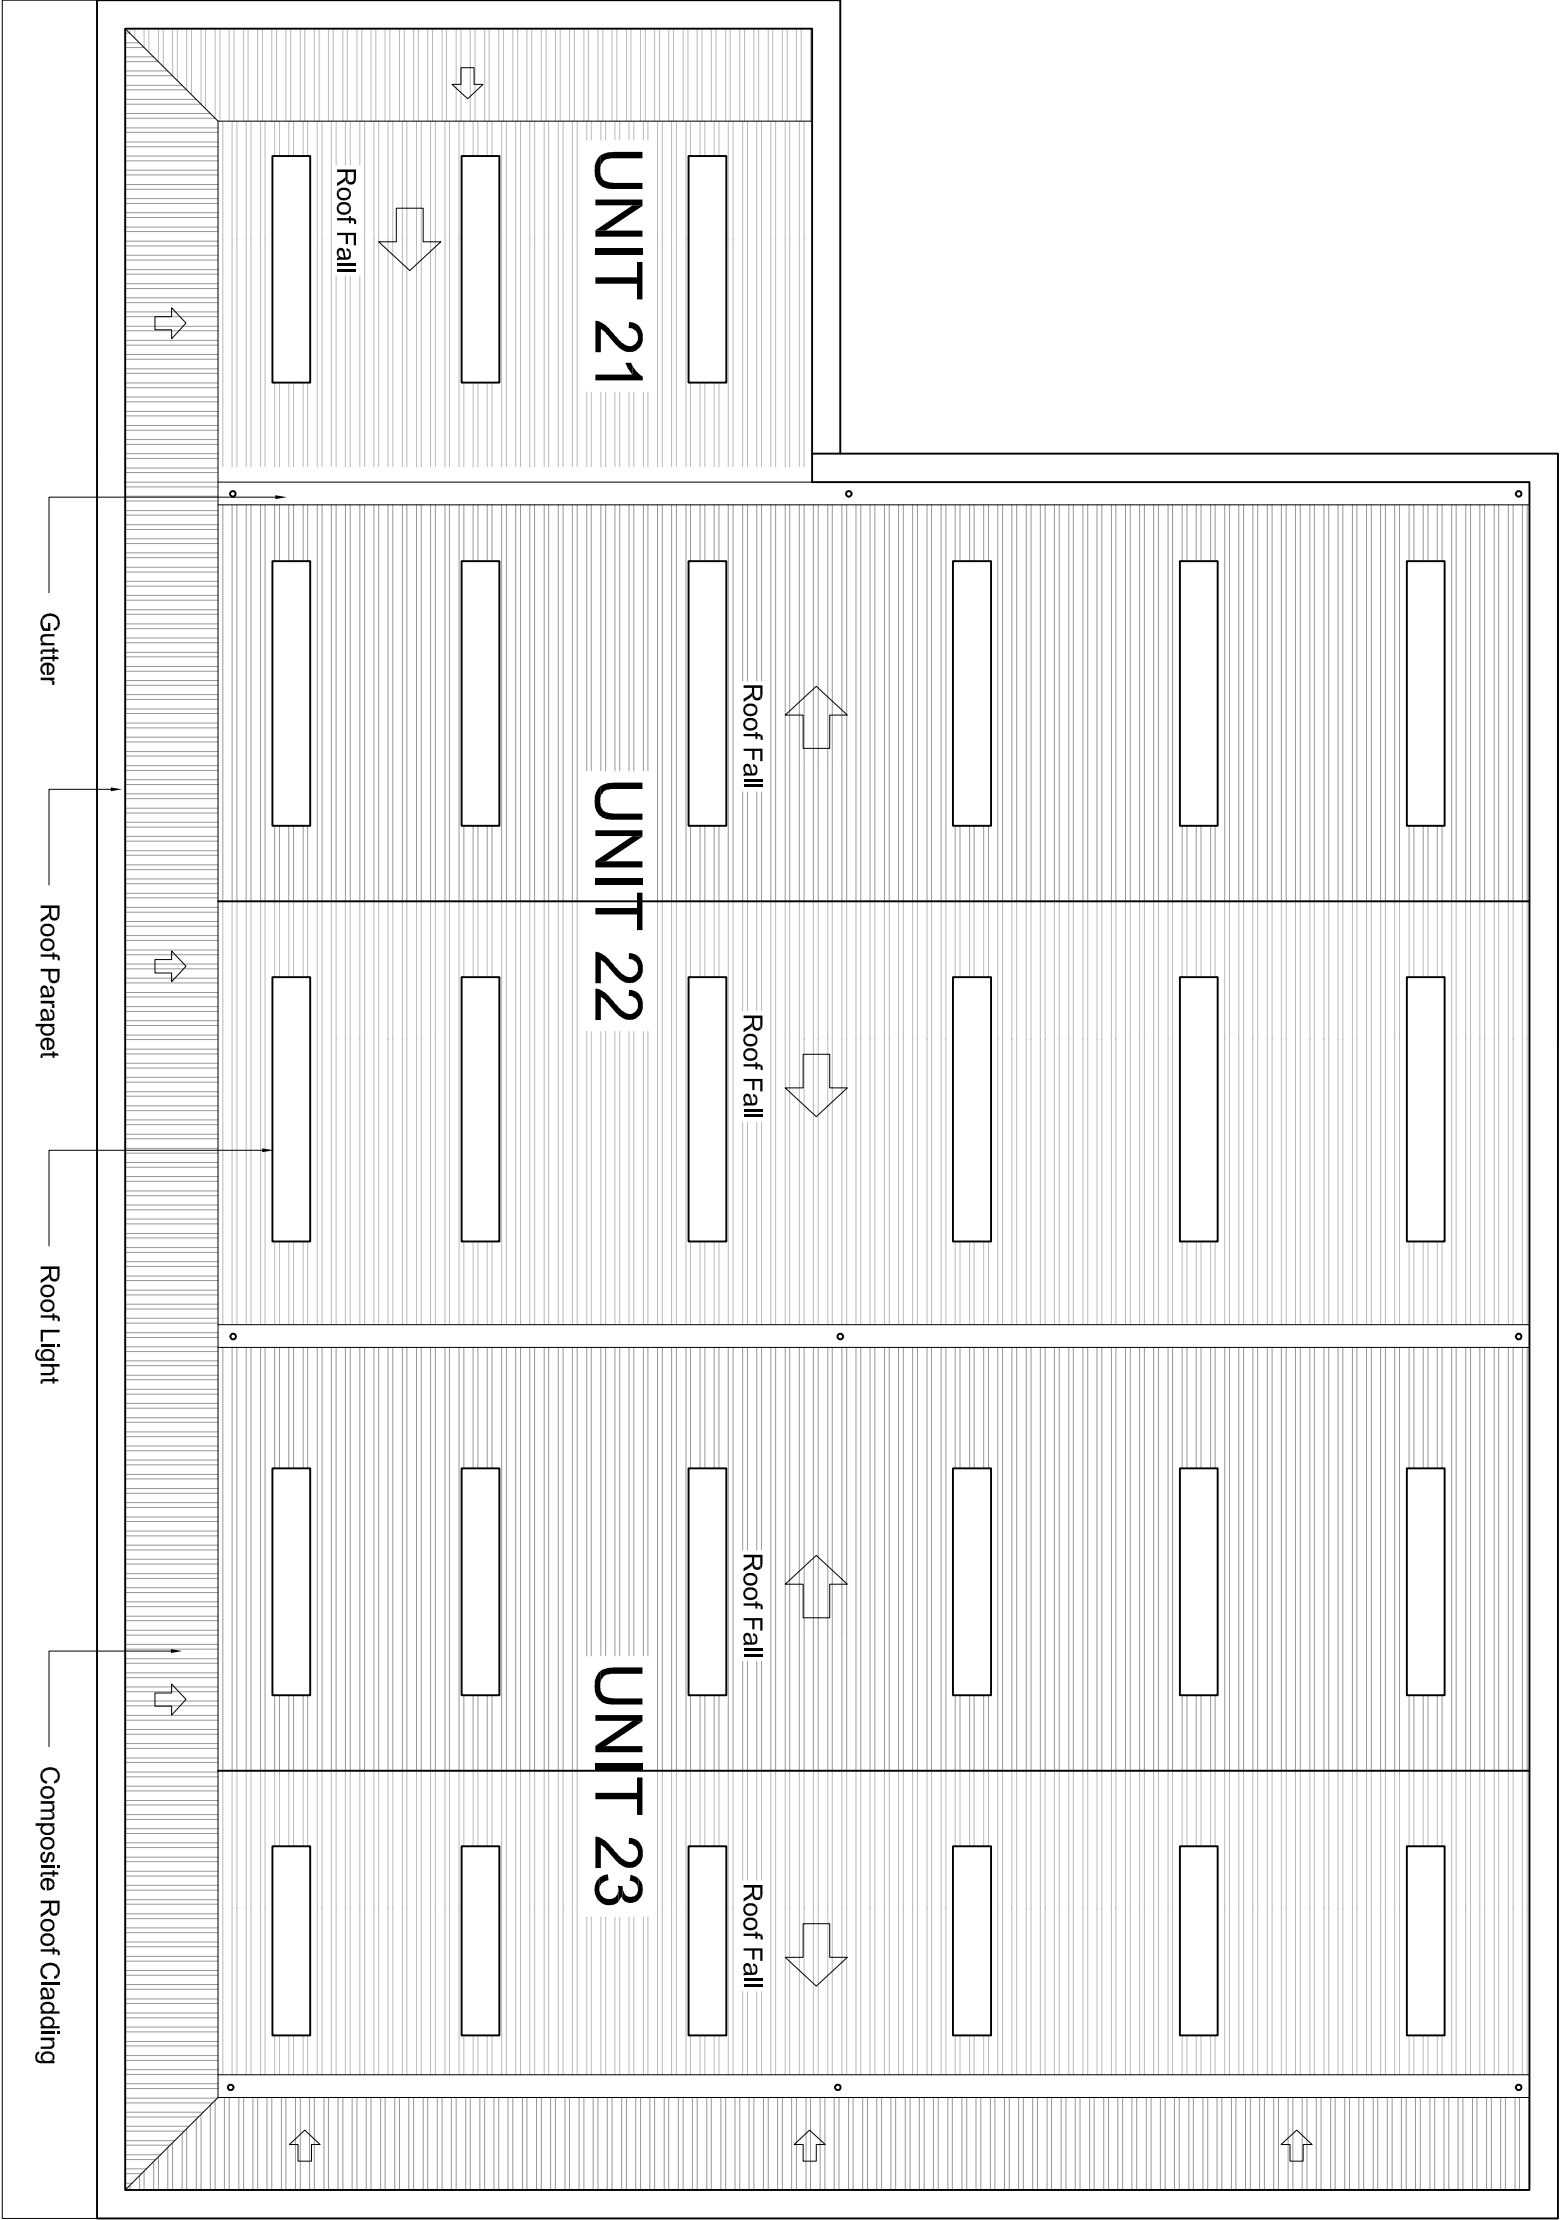 UNIT 21
Roof Fall
UNIT 22
Roof Fall
Roof Fall
UNIT 23
Roof Fall
Roof Fall
Gutter
Roof Parapet
Roof Light
Composite Roof Cladding